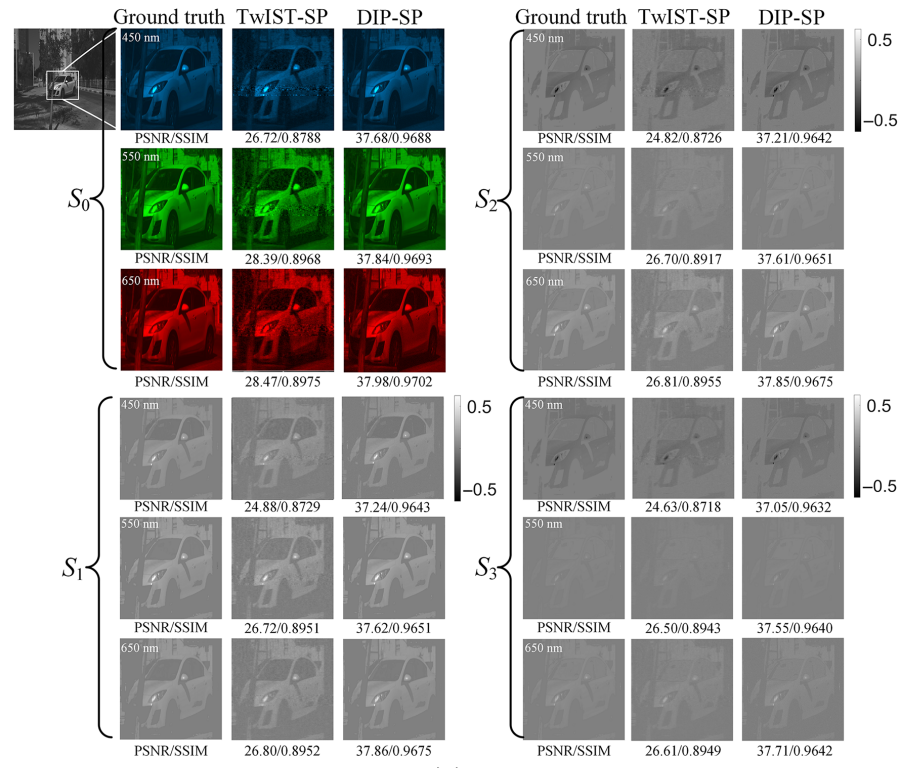 Ground truth TwIST-SP DIP-SP
450 nm
PSNR/SSIM 26.72/0.8788 37.68/0.9688
550 nm
S0
PSNR/SSIM 28.39/0.8968 37.84/0.9693
650 nm
PSNR/SSIM 28.47/0.8975 37.98/0.9702
Ground truth TwIST-SP DIP-SP
450 nm
0.5
−0.5
PSNR/SSIM 24.82/0.8726 37.21/0.9642
550 nm
S2
PSNR/SSIM 26.70/0.8917 37.61/0.9651
650 nm
PSNR/SSIM 26.81/0.8955 37.85/0.9675
450 nm
0.5
−0.5
PSNR/SSIM 24.88/0.8729 37.24/0.9643
550 nm
S1
PSNR/SSIM 26.72/0.8951 37.62/0.9651
650 nm
PSNR/SSIM 26.80/0.8952 37.86/0.9675
450 nm
0.5
−0.5
PSNR/SSIM 24.63/0.8718 37.05/0.9632
550 nm
S3
PSNR/SSIM 26.50/0.8943 37.55/0.9640
650 nm
PSNR/SSIM 26.61/0.8949 37.71/0.9642